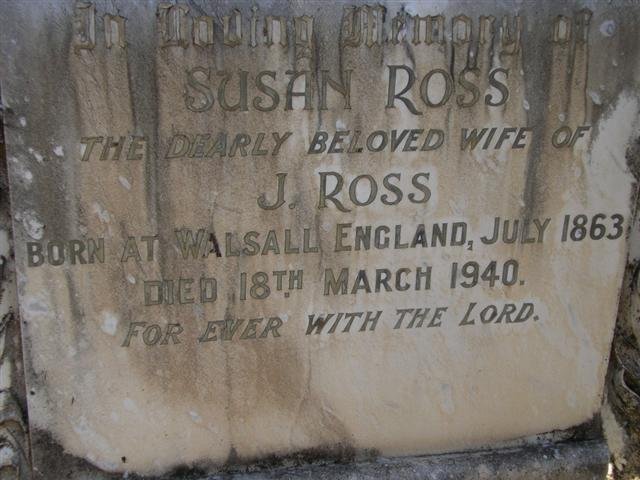 In Loving Memory of
SUSAN ROSS
THE DEARLY BELOVED WIFE OF
J. ROSS
BORN AT WALSALL ENGLAND, JULY 1863
DIED 18TH MARCH 1940.
FOR EVER WITH THE LORD.